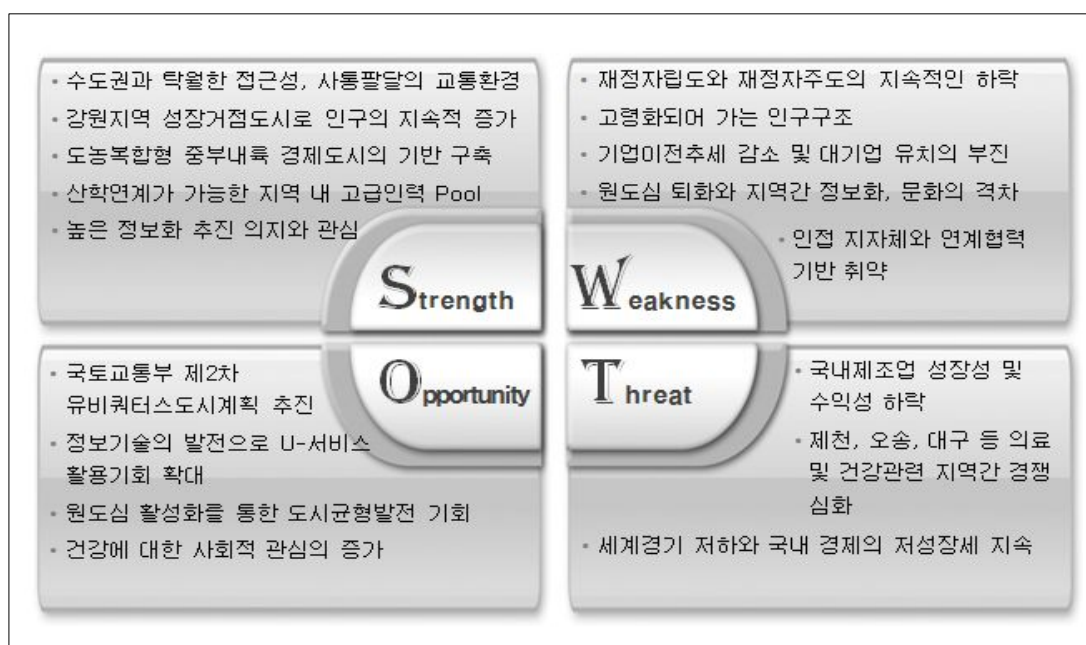 · 수도권과 탁월한 접근성, 사통팔달의 교통환경
· 강원지역 성장거점도시로 인구의 지속적 증가
· 도농복합형 중부내륙 경제도시의 기반 구축
· 산학연계가 가능한 지역 내 고급인력 Pool
· 높은 정보화 추진 의지와 관심
Strength
· 재정자립도와 재정자주도의 지속적인 하락
· 고령화되어 가는 인구구조
· 기업이전추세 감소 및 대기업 유치의 부진
· 원도심 퇴화와 지역간 정보화, 문화의 격차
· 인접 지자체와 연계협력
기반 취약
Weakness
· 국토교통부 제2차
유비쿼터스도시계획 추진
· 정보기술의 발전으로 U-서비스
활용기회 확대
· 원도심 활성화를 통한 도시균형발전 기회
· 건강에 대한 사회적 관심의 증가
Opportunity
Threat
· 국내제조업 성장성 및
수익성 하락
· 제천, 오송, 대구 등 의료
및 건강관련 지역간 경쟁
심화
· 세계경기 저하와 국내 경제의 저성장세 지속